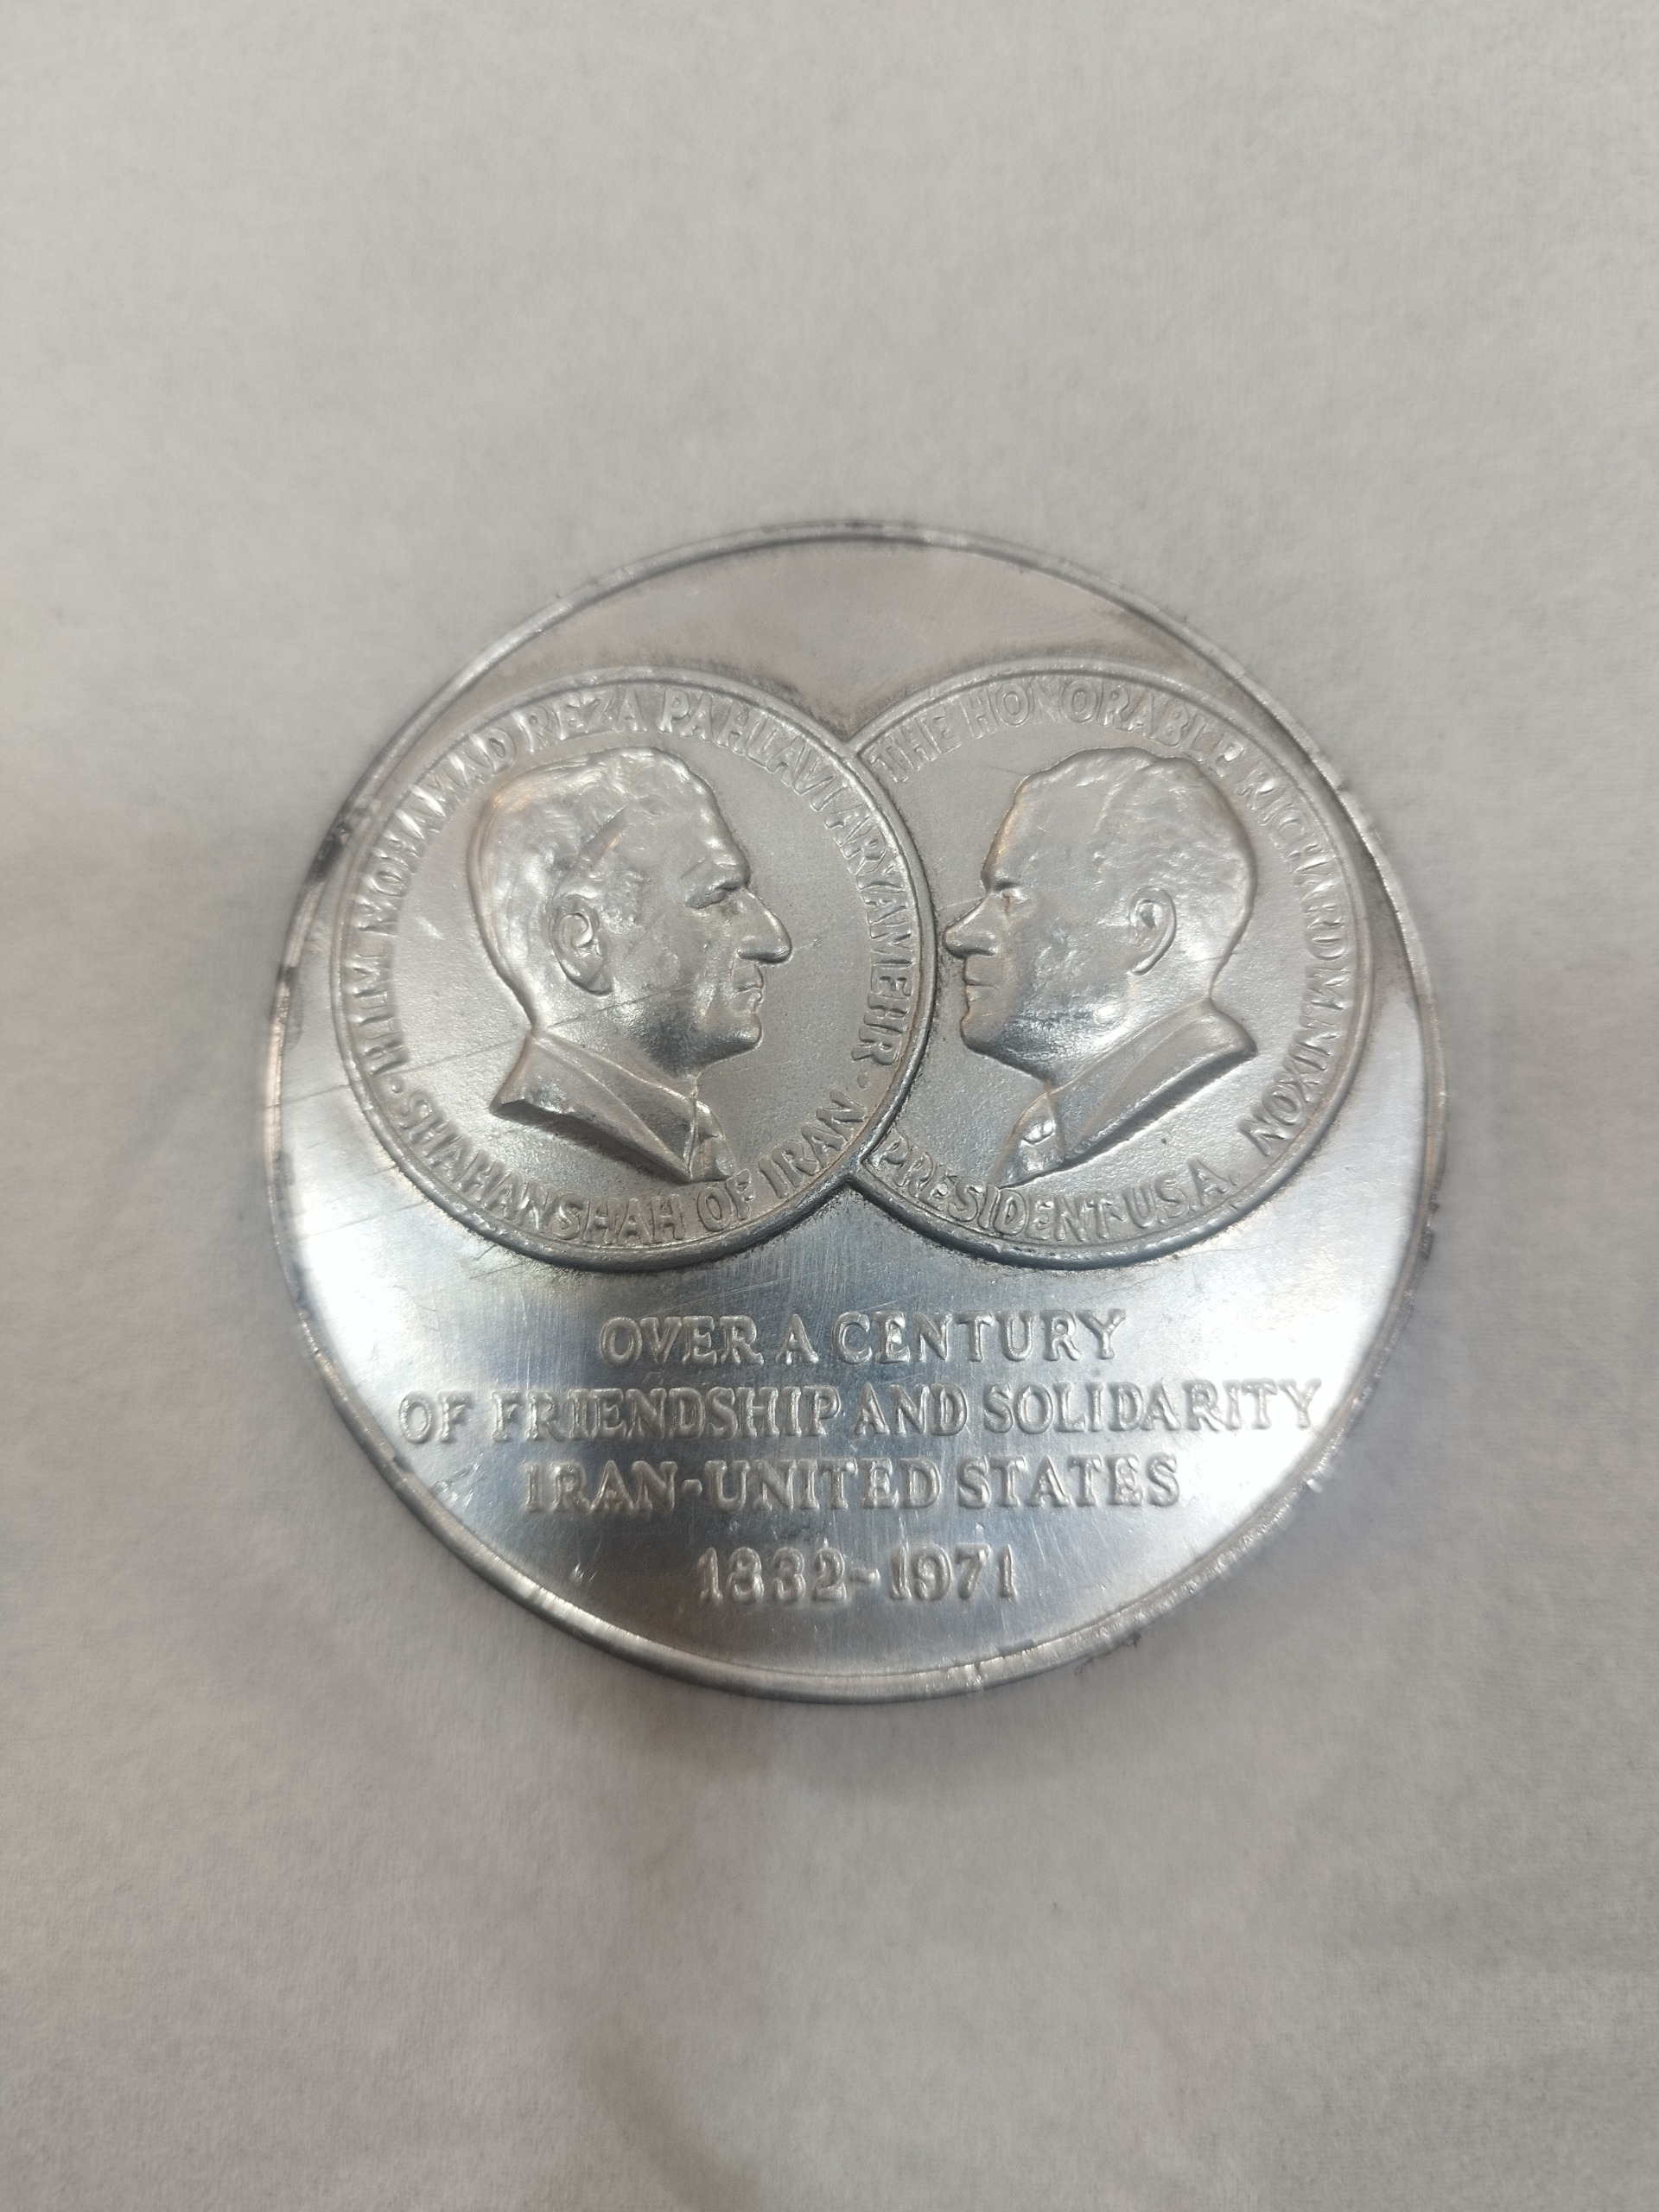 H.I.M MOHAMAD REZA PAHLAVI ARYAMEHR ·
· SHAHANSHAH OF IRAN
THE HONORABLE RICHARD M. NIXON
PRESIDENT·U.S.A.
OVER A CENTURY
OF FRIENDSHIP AND SOLIDARITY
IRAN-UNITED STATES
1832-1971